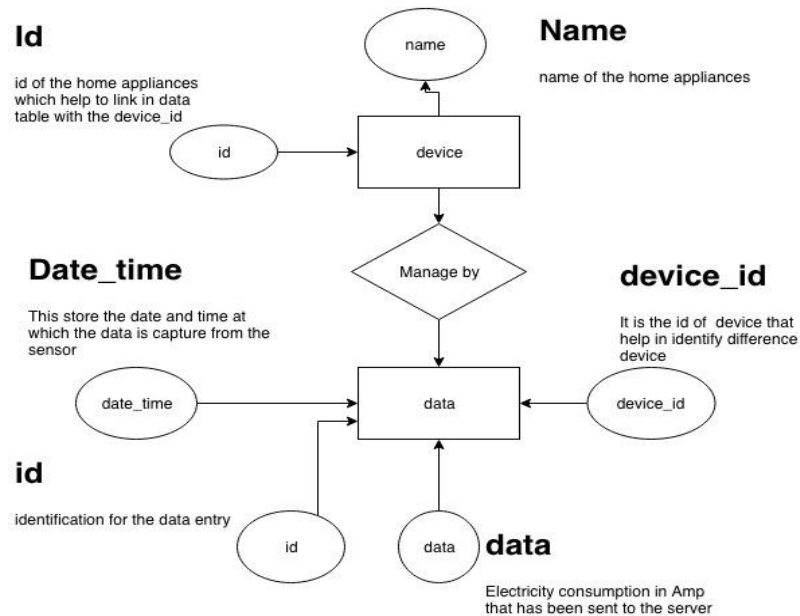 Id
id of the home appliances
which help to link in data
table with the device_id
name
Name
name of the home appliances
id
device
Manage by
Date_time
This store the date and time at
which the data is capture from the
sensor
device_id
It is the id of  device that
help in identify difference
device
date_time
data
device_id
id
identification for the data entry
id
data
data
Electricity consumption in Amp
that has been sent to the server